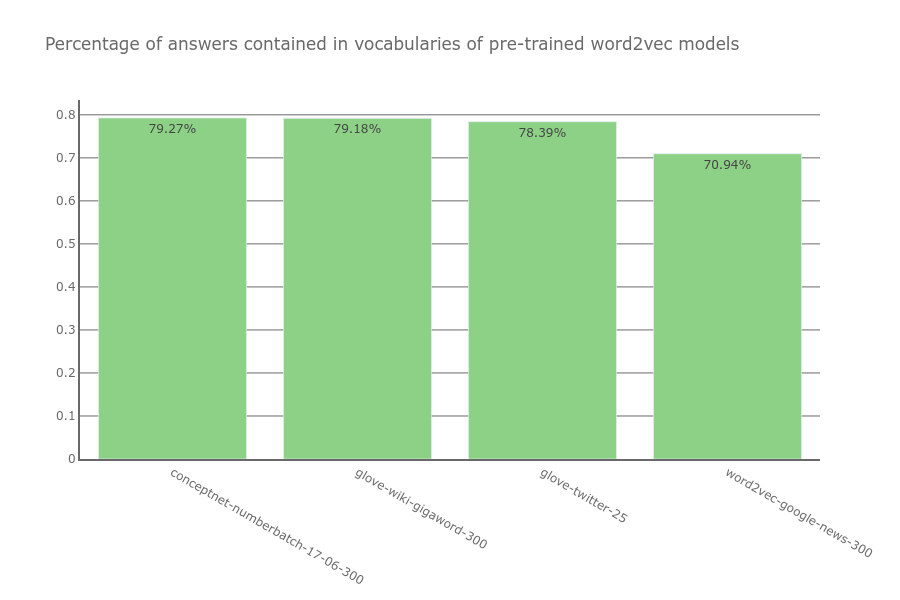 Percentage of answers contained in vocabularies of pre-trained word2vec models
0.8
0.7
0.6
0.5
0.4
0.3
0.2
0.1
0
79.27%
79.18%
78.39%
70.94%
conceptnet-numberbatch-17-06-300
glove-wiki-gigaword-300
glove-twitter-25
word2vec-google-news-300